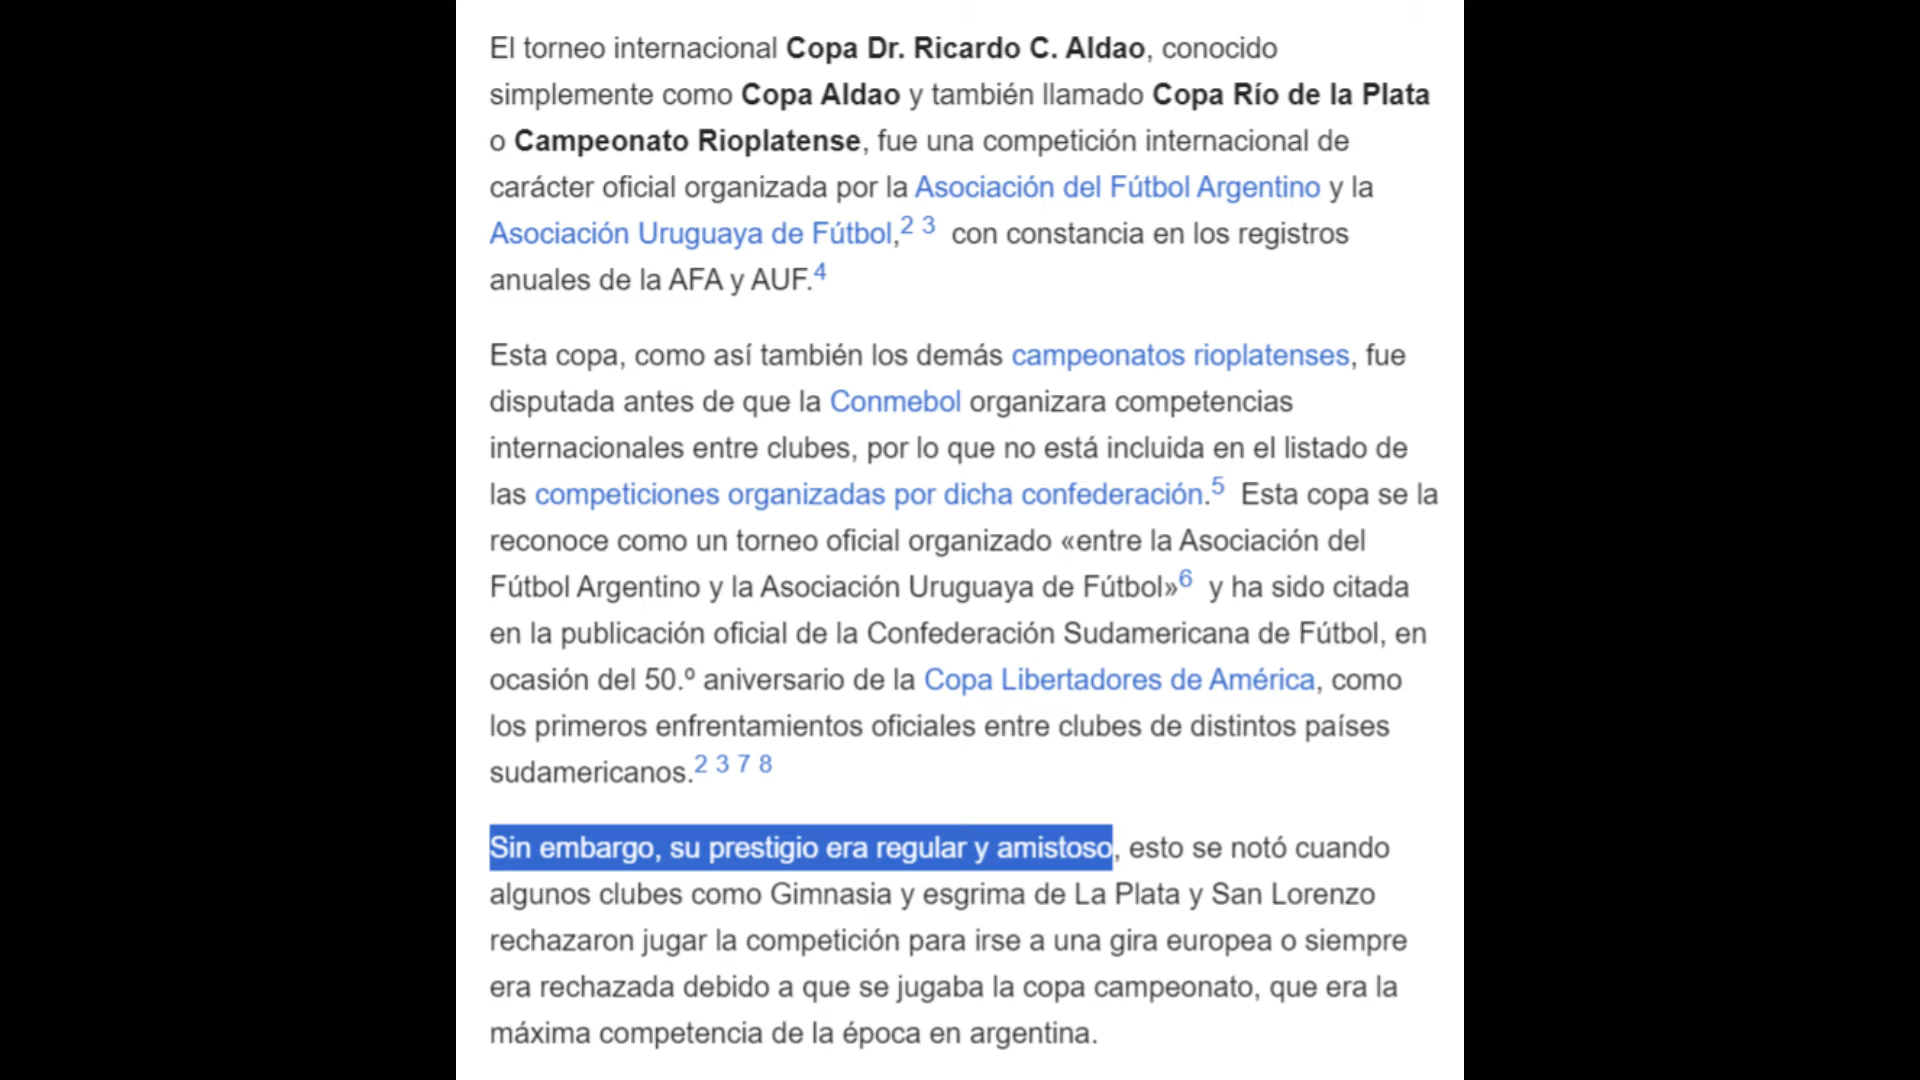 El torneo internacional Copa Dr. Ricardo C. Aldao, conocido
simplemente como Copa Aldao y también llamado Copa Río de la Plata
o Campeonato Rioplatense, fue una competición internacional de
carácter oficial organizada por la Asociación del Fútbol Argentino y la
Asociación Uruguaya de Fútbol,2 3 con constancia en los registros
anuales de la AFA y AUF.4
Esta copa, como así también los demás campeonatos rioplatenses, fue
disputada antes de que la Conmebol organizara competencias
internacionales entre clubes, por lo que no está incluida en el listado de
las competiciones organizadas por dicha confederación.5 Esta copa se la
reconoce como un torneo oficial organizado «entre la Asociación del
Fútbol Argentino y la Asociación Uruguaya de Fútbol»6 y ha sido citada
en la publicación oficial de la Confederación Sudamericana de Fútbol, en
ocasión del 50.º aniversario de la Copa Libertadores de América, como
los primeros enfrentamientos oficiales entre clubes de distintos países
sudamericanos.2 3 7 8
Sin embargo, su prestigio era regular y amistoso, esto se notó cuando
algunos clubes como Gimnasia y esgrima de La Plata y San Lorenzo
rechazaron jugar la competición para irse a una gira europea o siempre
era rechazada debido a que se jugaba la copa campeonato, que era la
máxima competencia de la época en argentina.